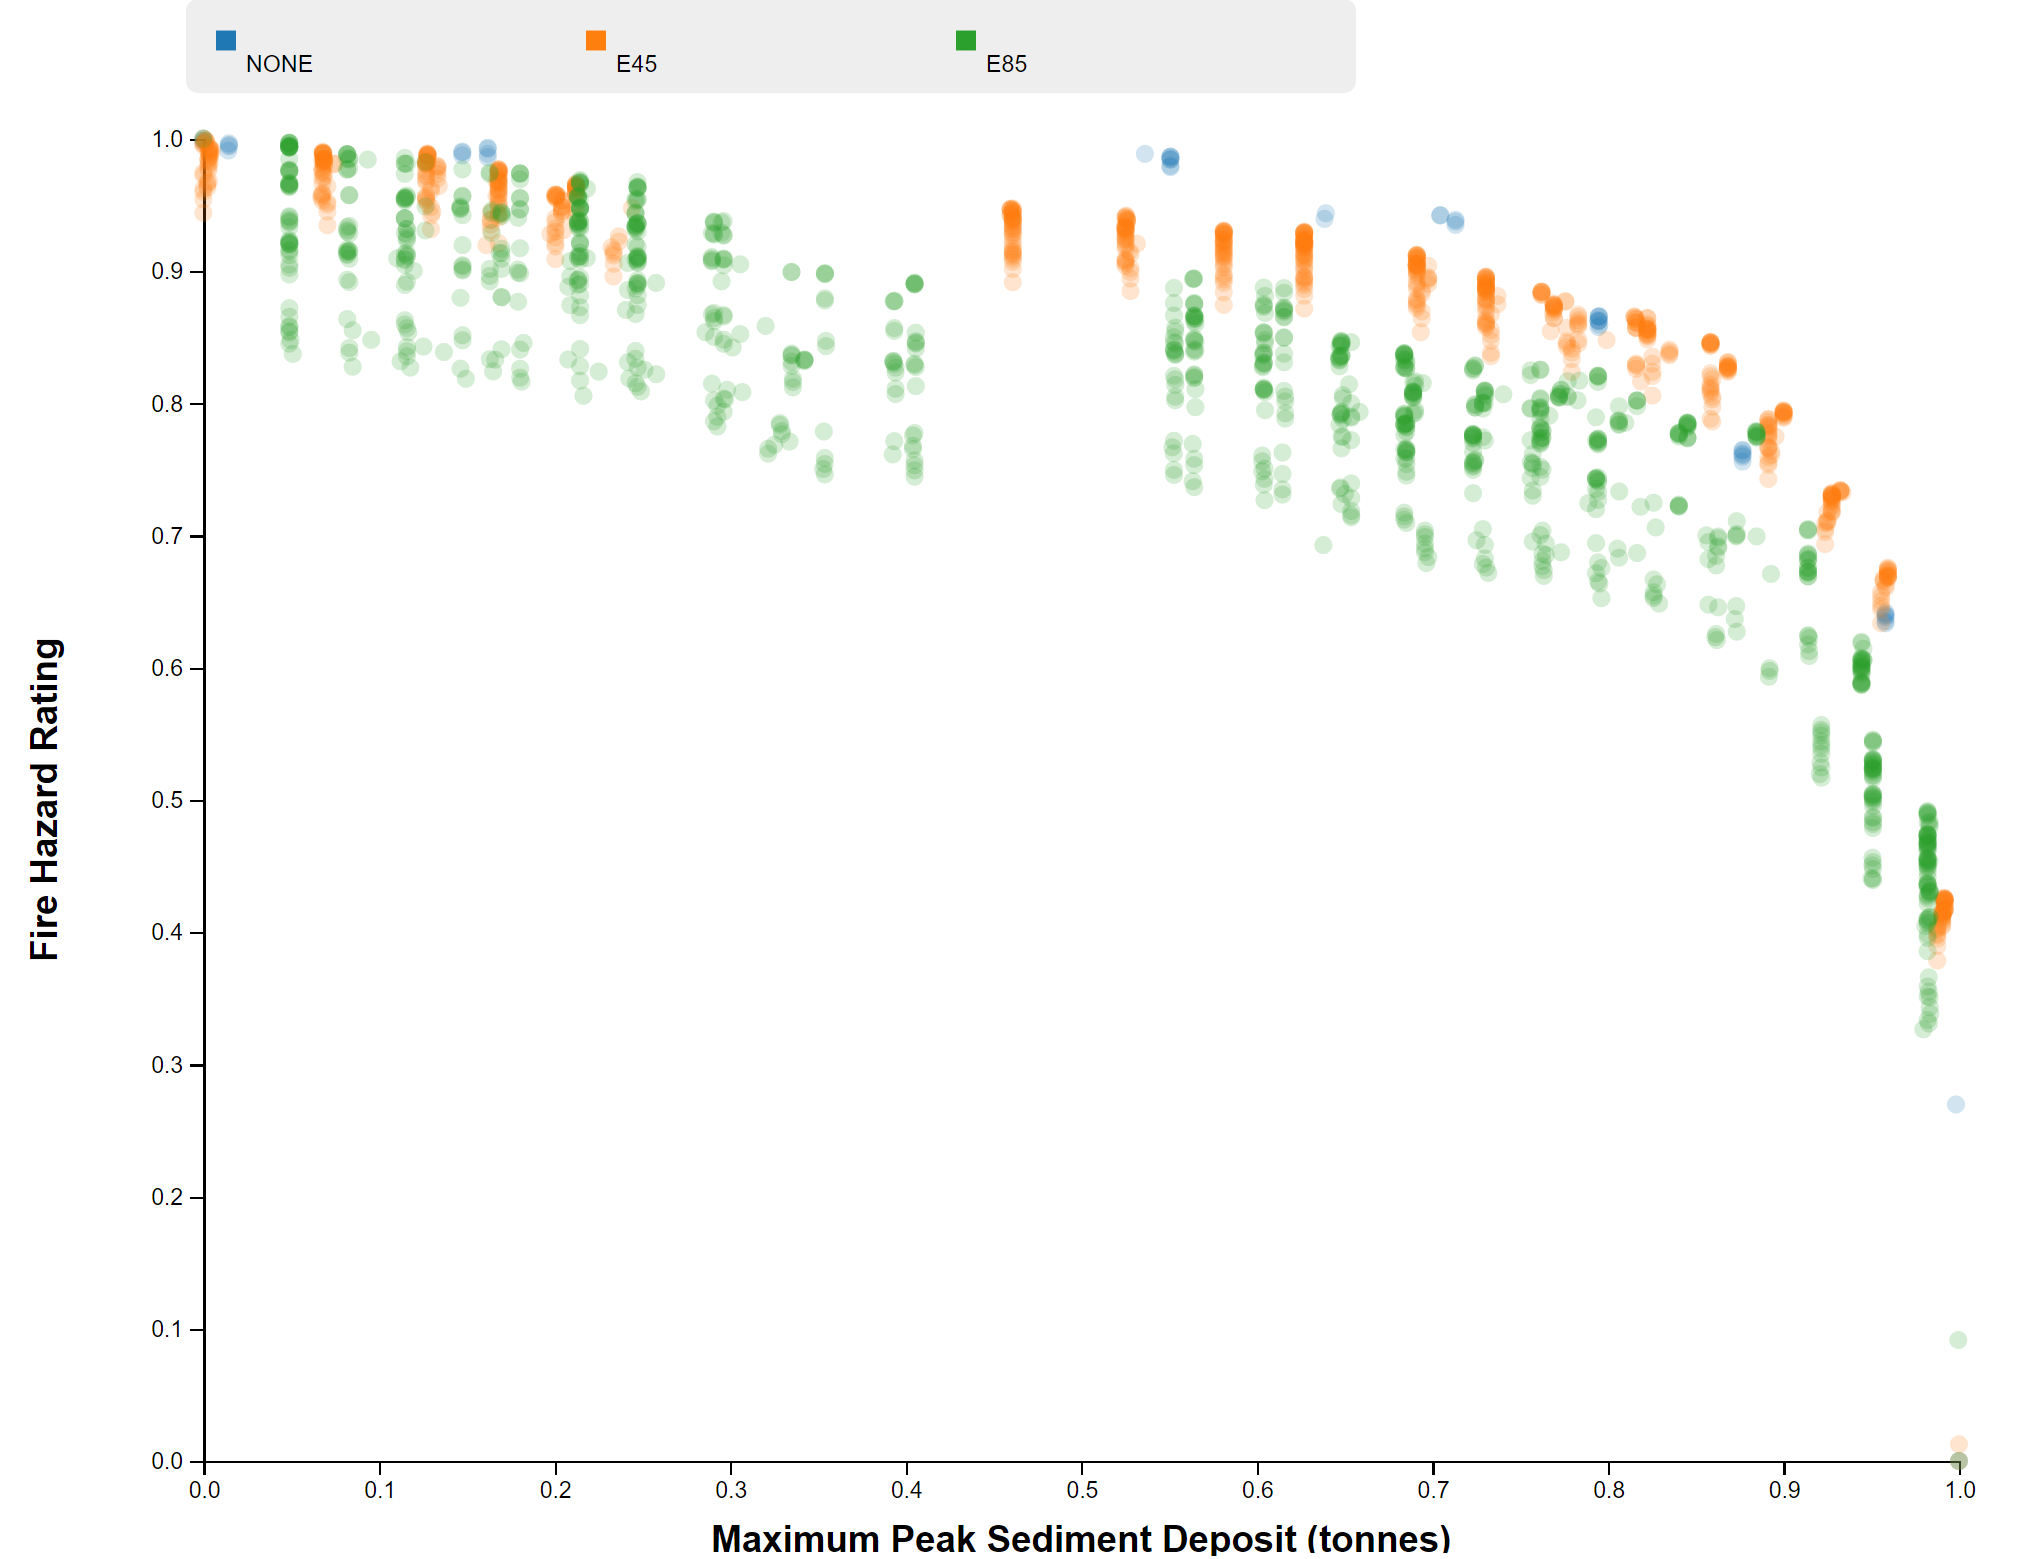 NONE E45 E85
1.0
0.9
0.8
0.7
0.6
0.5
0.4
0.3
0.2
0.1
0.0
Fire Hazard Rating
0.0 0.1 0.2 0.3 0.4 0.5 0.6 0.7 0.8 0.9 1.0
Maximum Peak Sediment Deposit (tonnes)